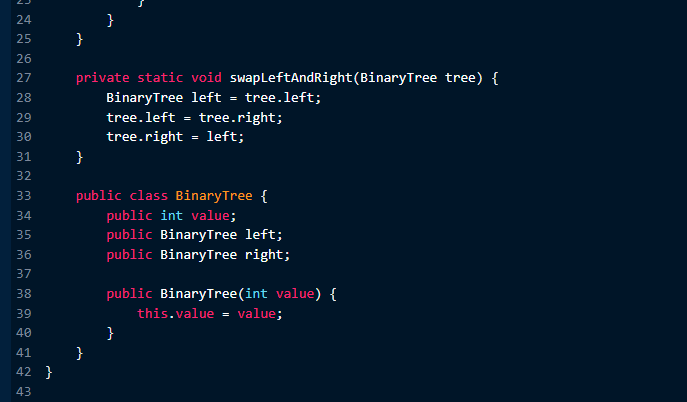 23 }
24 }
25 }
26
27 private static void swapLeftAndRight(BinaryTree tree) {
28 BinaryTree left = tree.left;
29 tree.left = tree.right;
30 tree.right = left;
31 }
32
33 public class BinaryTree {
34 public int value;
35 public BinaryTree left;
36 public BinaryTree right;
37
38 public BinaryTree(int value) {
39 this.value = value;
40 }
41 }
42 }
43